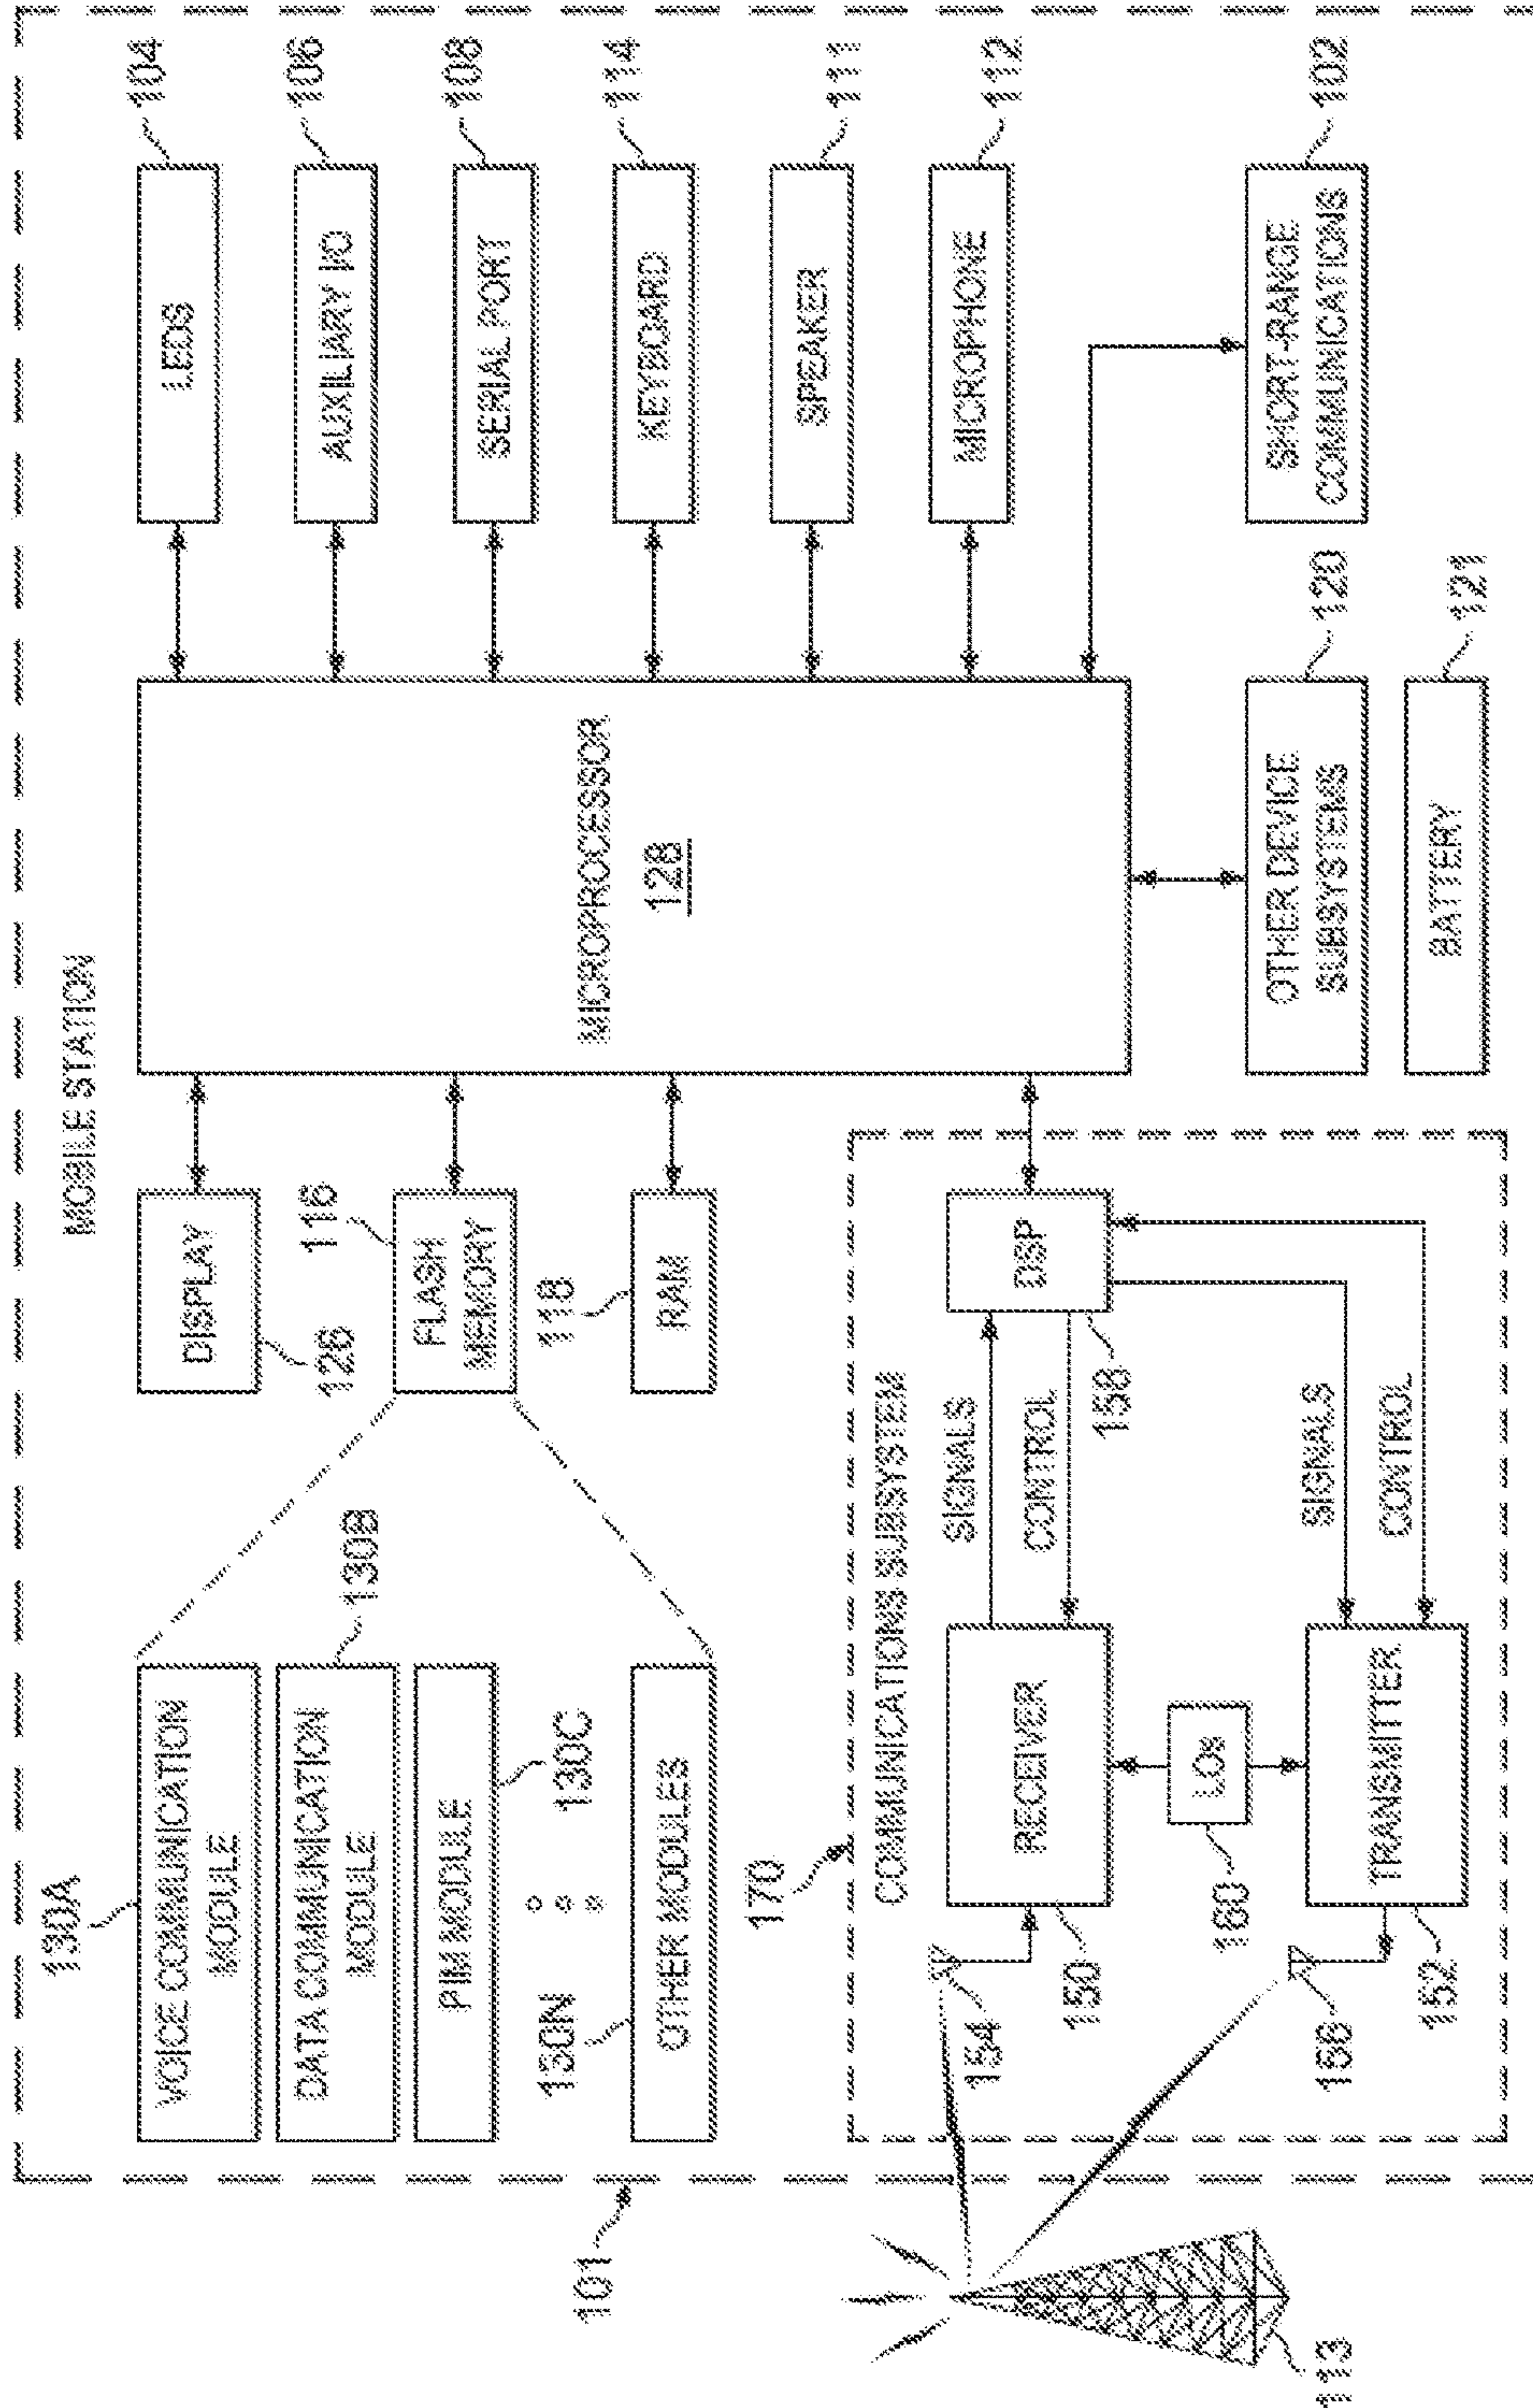 MOBILE STATION
130A
VOICE COMMUNICATION
MODULE
DATA COMMUNICATION
MODULE
130B
PIM MODULE
130C
130N
OTHER MODULES
101
DISPLAY
126
116
FLASH
MEMORY
118
RAM
MICROPROCESSOR
128
LEDS
104
AUXILIARY I/O
106
SERIAL PORT
108
KEYBOARD
114
SPEAKER
111
MICROPHONE
112
SHORT-RANGE
COMMUNICATIONS
102
OTHER DEVICE
SUBSYSTEMS
120
BATTERY
121
170
COMMUNICATIONS SUBSYSTEM
154
RECEIVER
150
SIGNALS
CONTROL
DSP
158
LOs
160
156
TRANSMITTER
152
SIGNALS
CONTROL
113